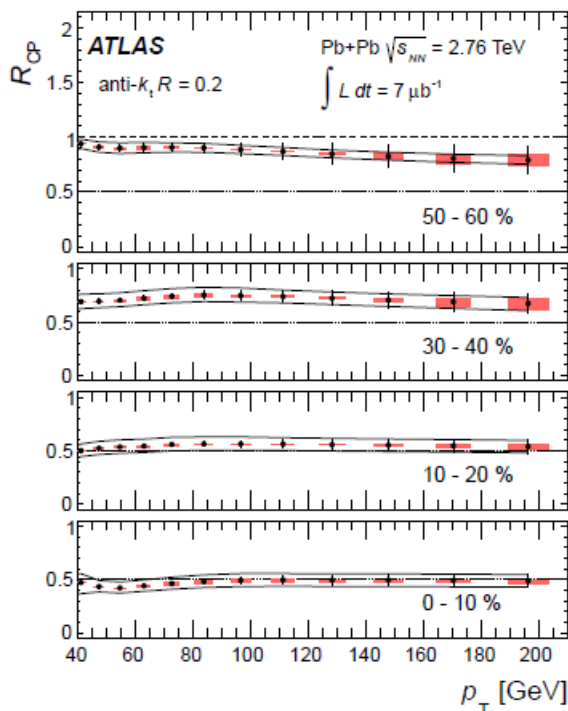 R_CP
2
1.5
1
0.5
0
ATLAS
anti-k_t R = 0.2
Pb+Pb √s_NN = 2.76 TeV
∫ L dt = 7 μb⁻¹
50 - 60 %
1
0.5
0
30 - 40 %
1
0.5
0
10 - 20 %
1
0.5
0
0 - 10 %
40 60 80 100 120 140 160 180 200
p_T [GeV]